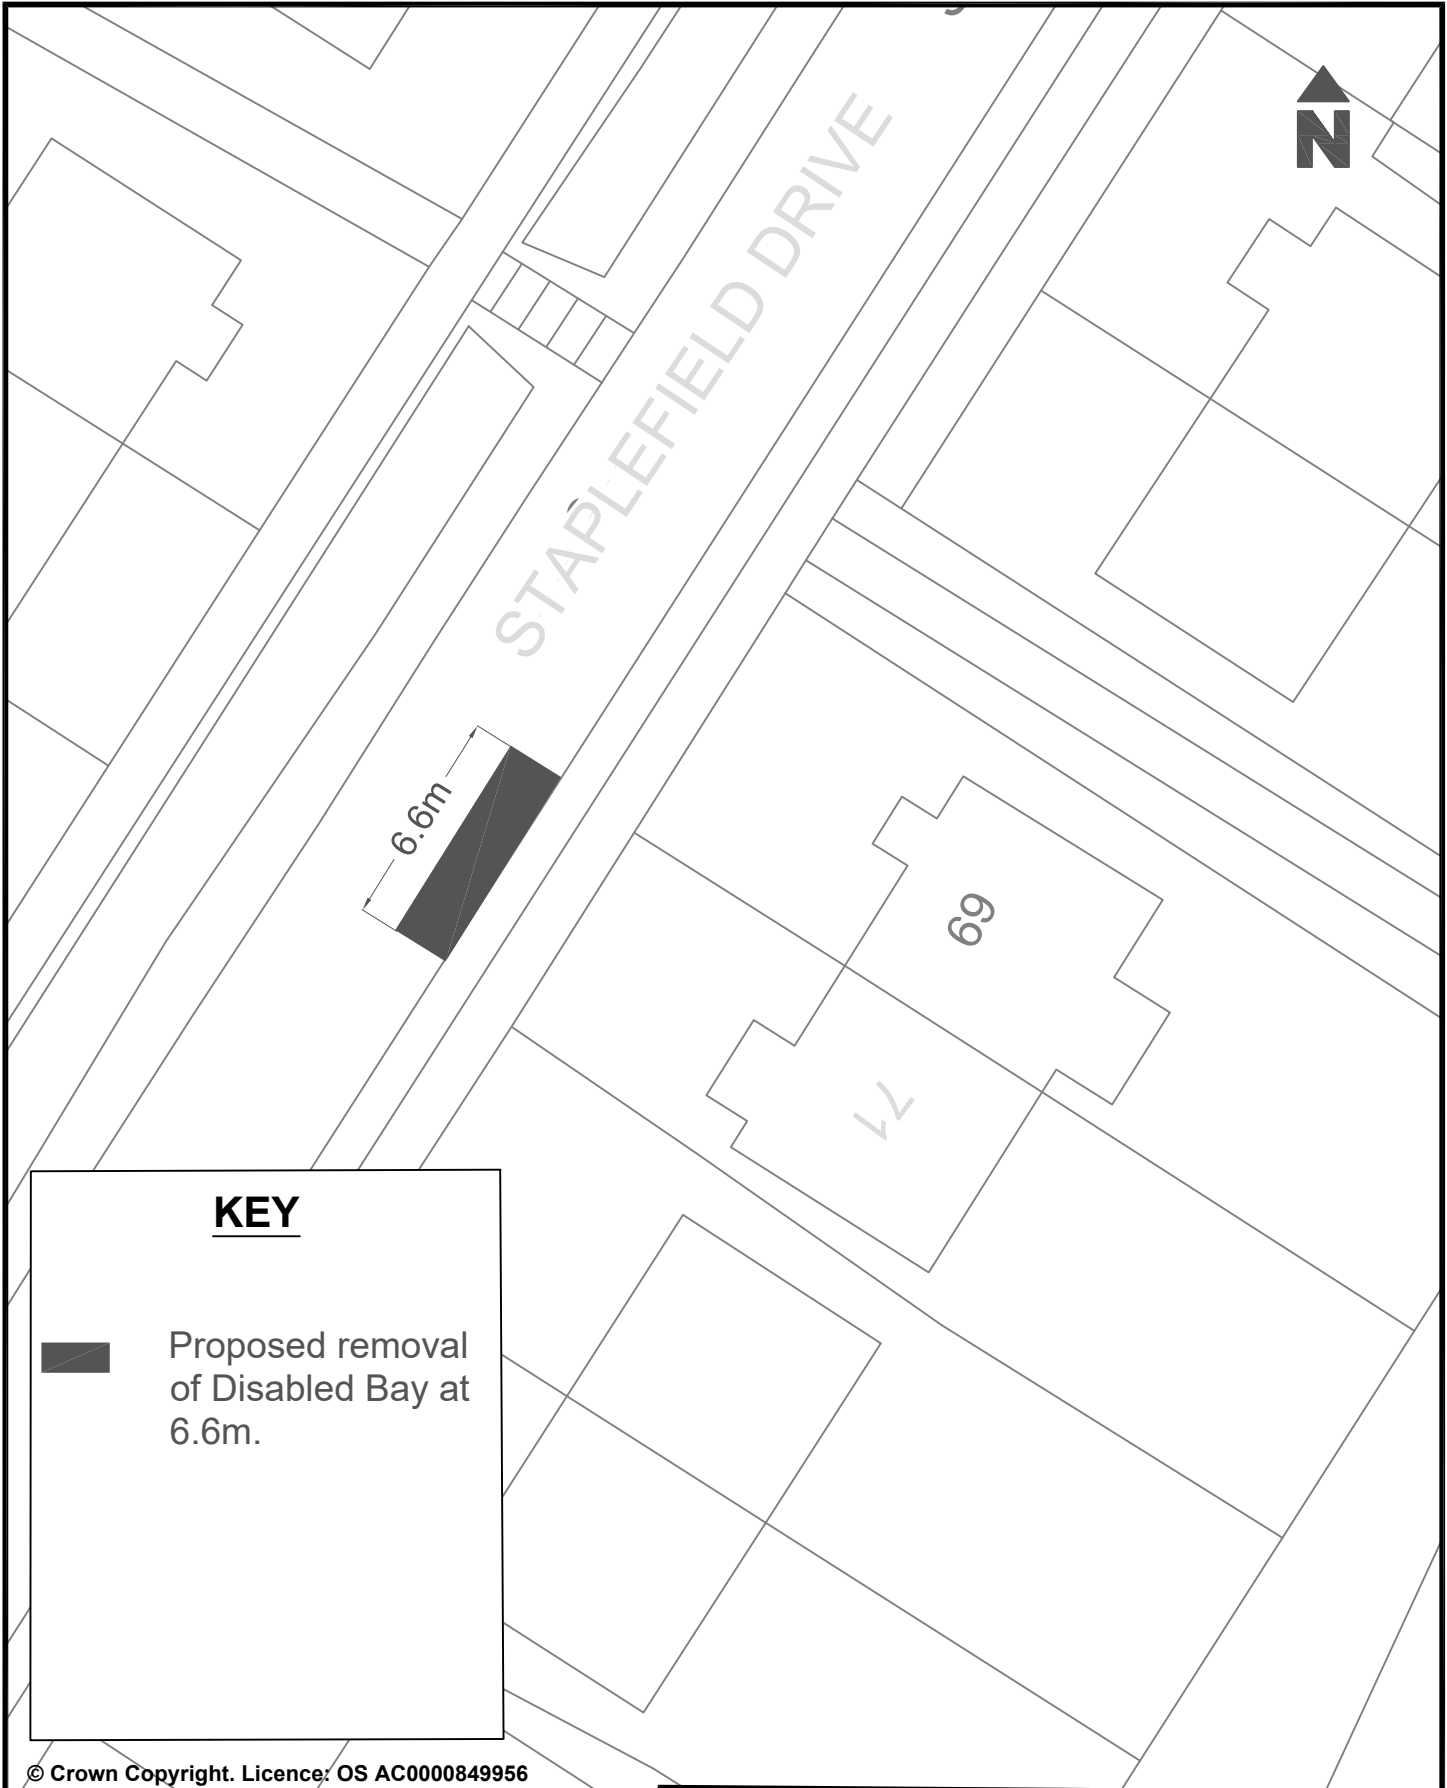 N
STAPLEFIELD DRIVE
6.6m
69
71
KEY
Proposed removal
of Disabled Bay at
6.6m.
© Crown Copyright. Licence: OS AC0000849956